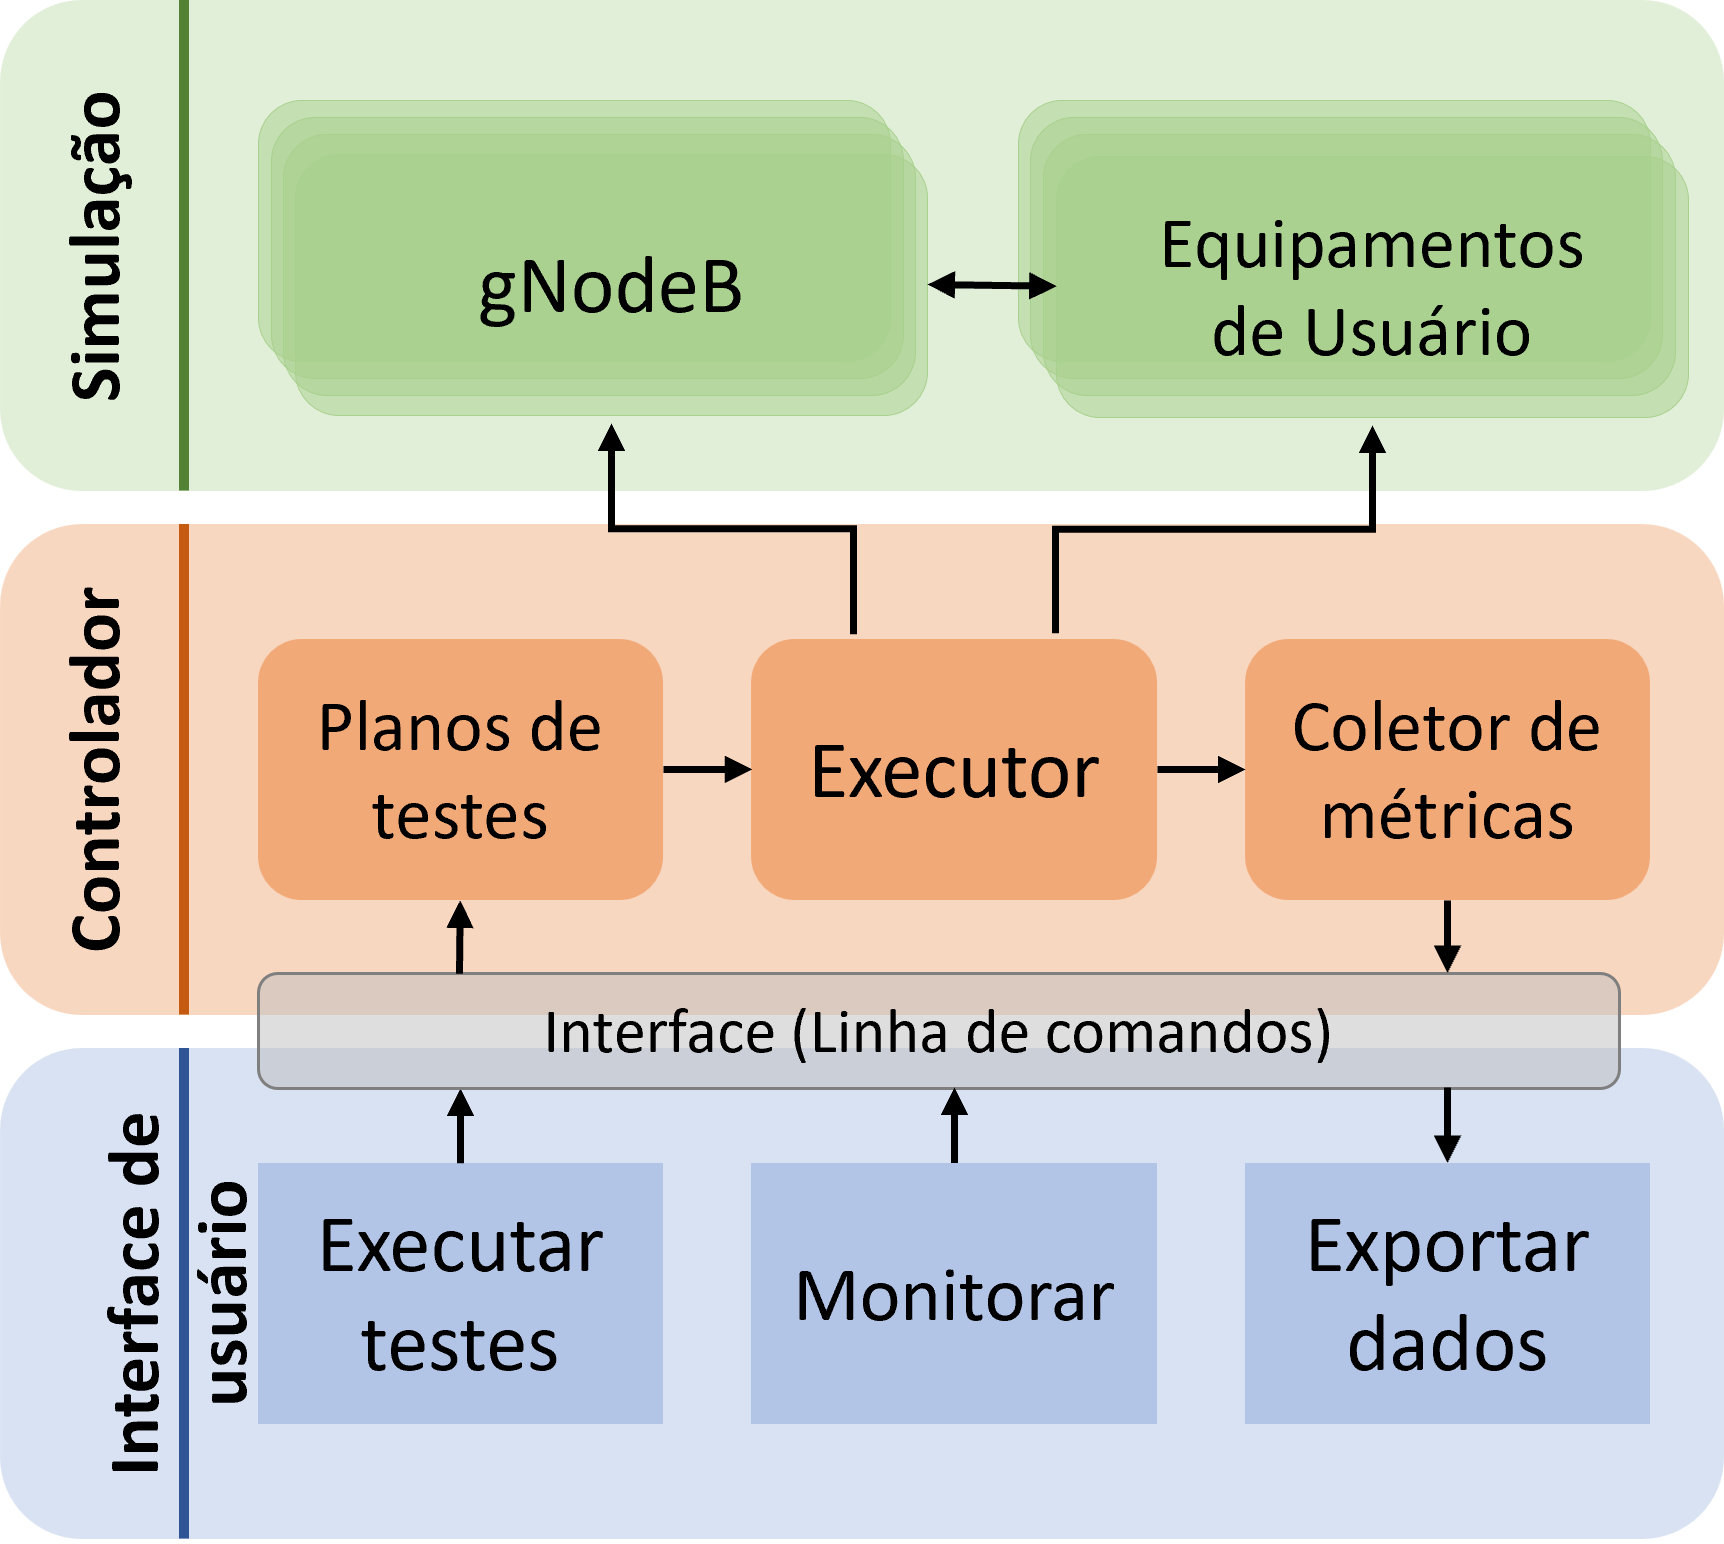 Simulação
gNodeB
Equipamentos
de Usuário
Controlador
Planos de
testes
Executor
Coletor de
métricas
Interface (Linha de comandos)
Interface de
usuário
Executar
testes
Monitorar
Exportar
dados